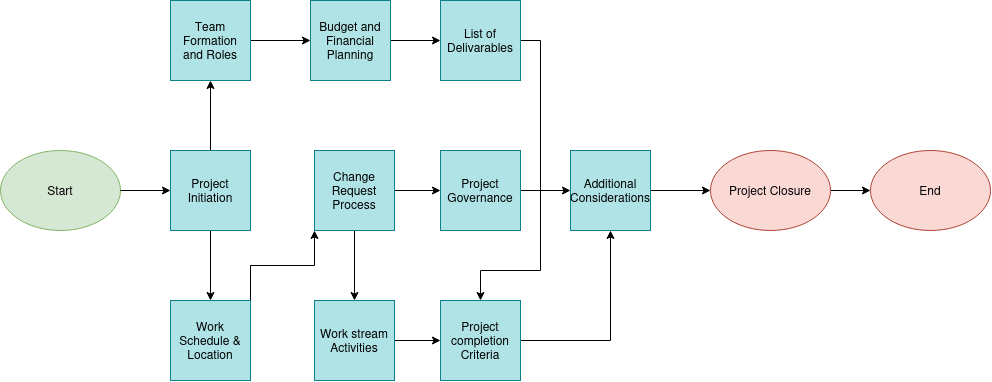 Team
Formation
and Roles
Budget and
Financial
Planning
List of
Delivarables
Start
Project
Initiation
Change
Request
Process
Project
Governance
Additional
Considerations
Project Closure
End
Work
Schedule &
Location
Work stream
Activities
Project
completion
Criteria